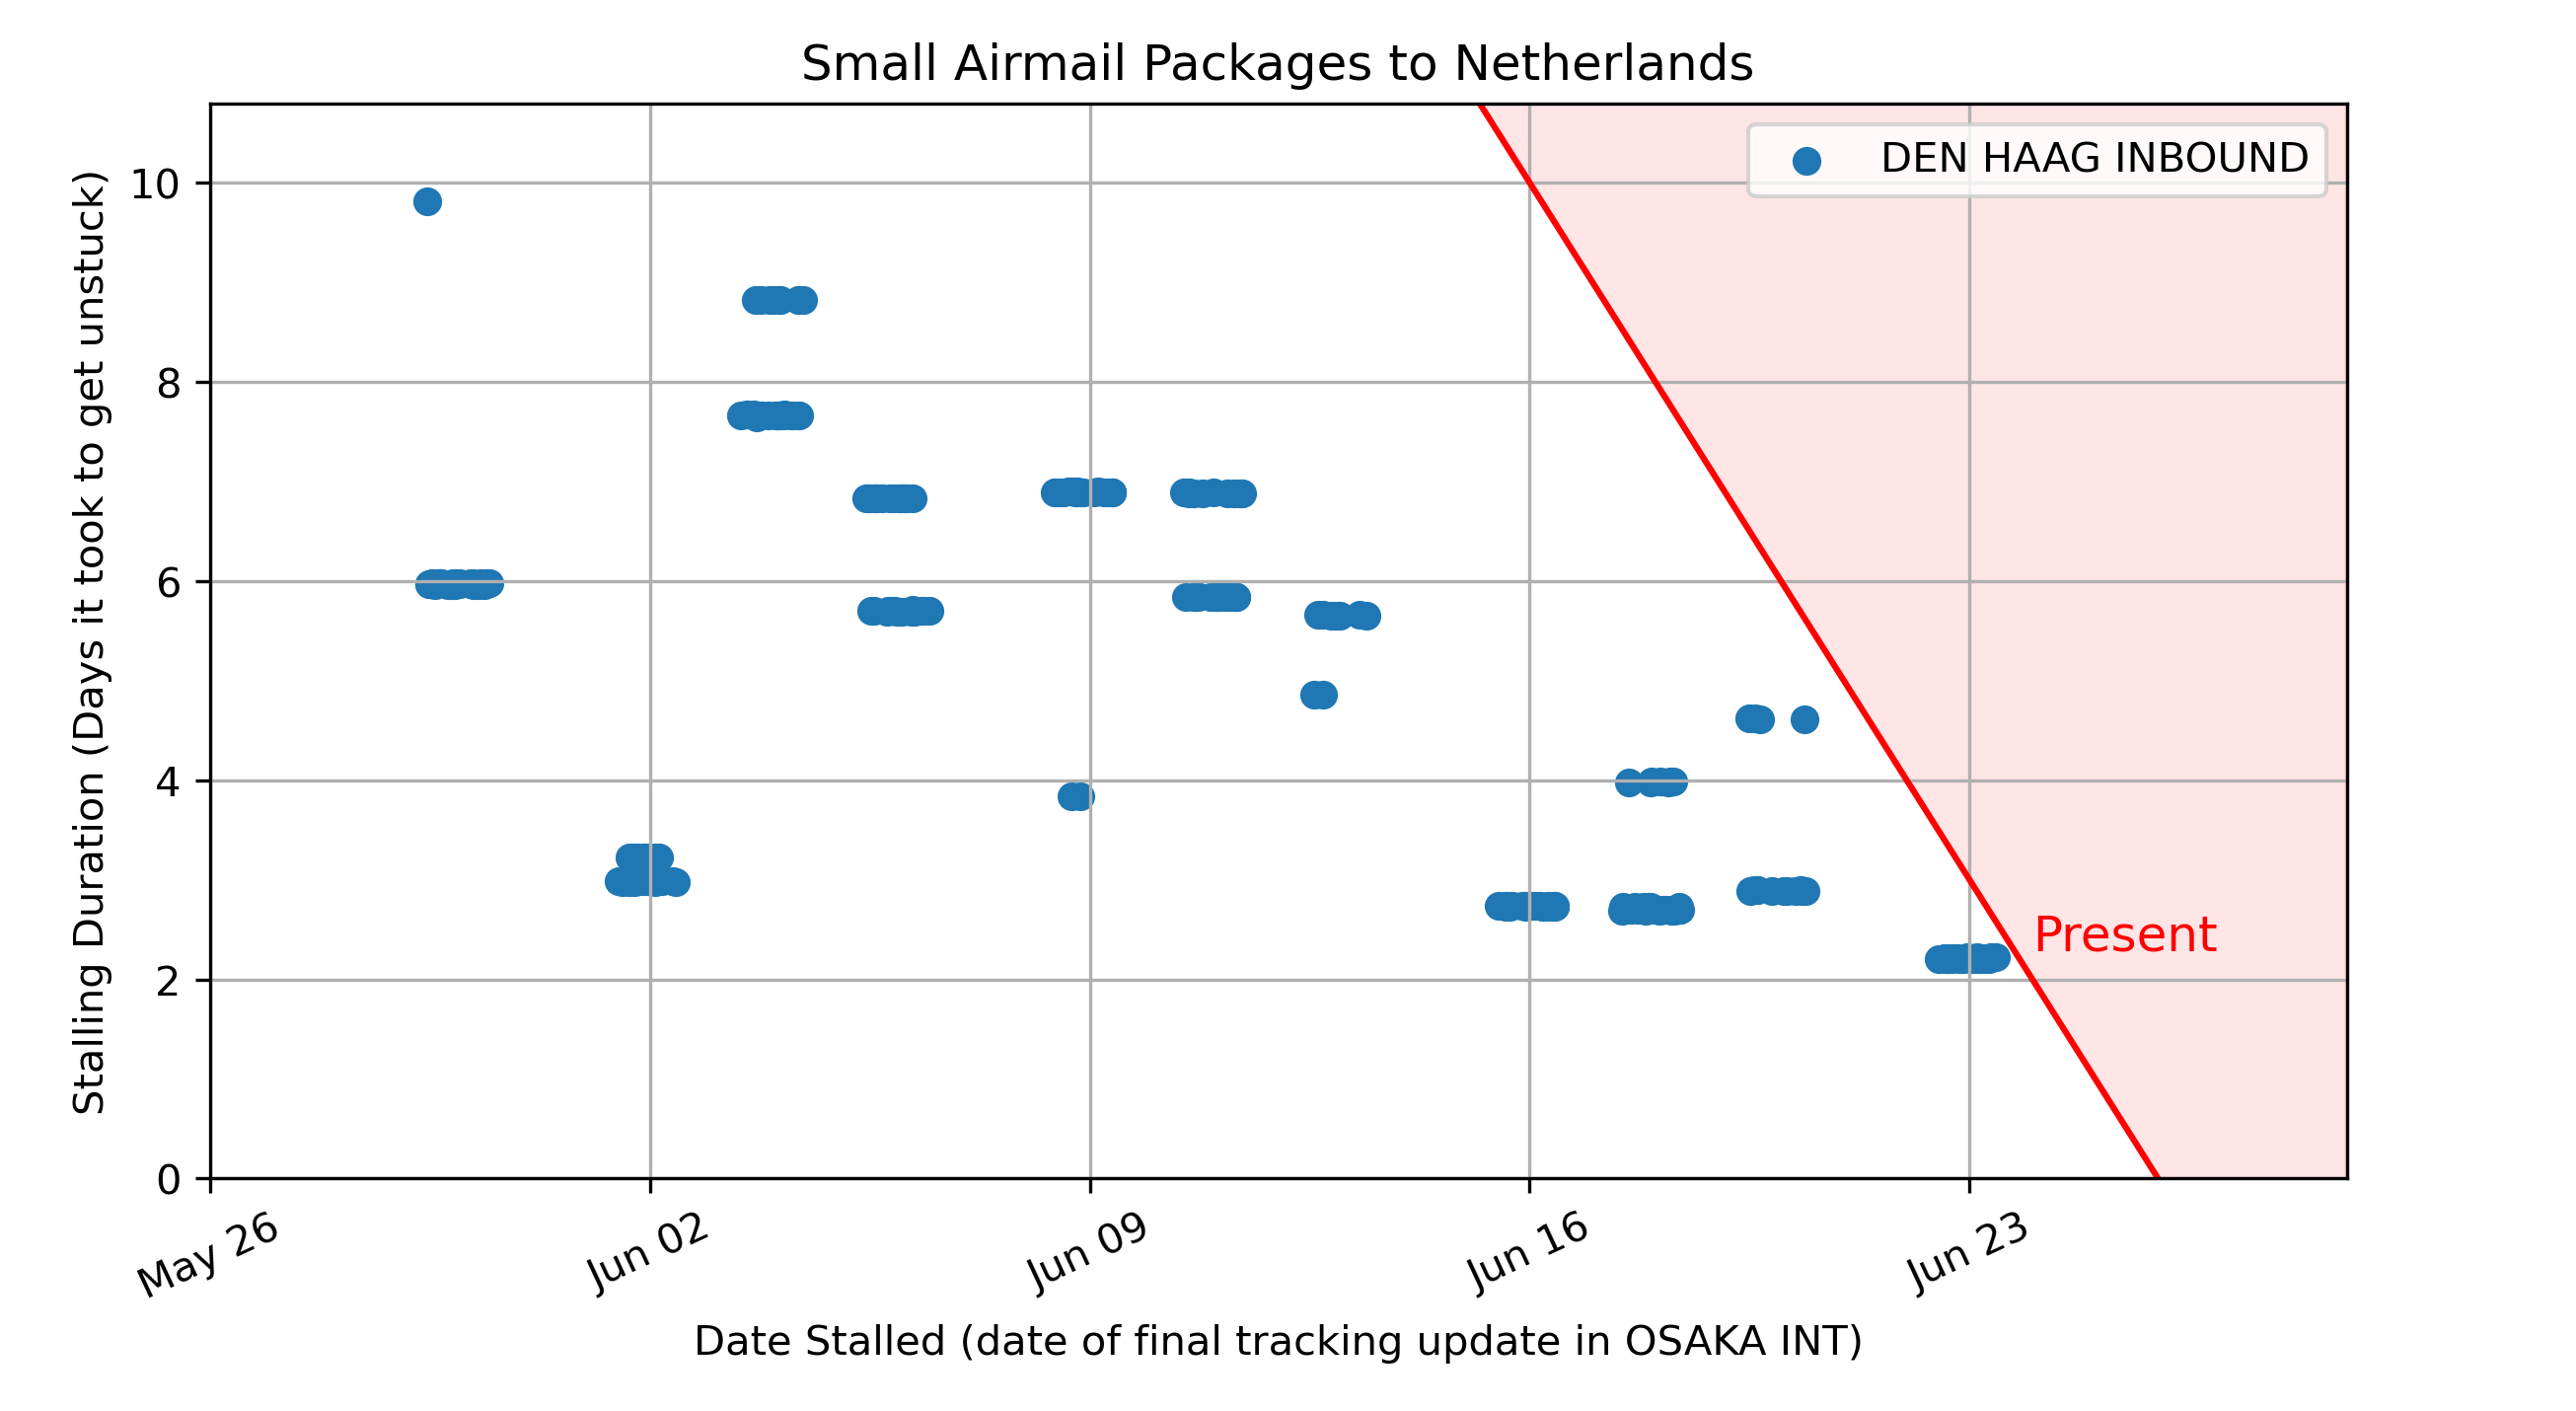 Small Airmail Packages to Netherlands
DEN HAAG INBOUND
Stalling Duration (Days it took to get unstuck)
10
8
6
4
2
0
Present
May 26
Jun 02
Jun 09
Jun 16
Jun 23
Date Stalled (date of final tracking update in OSAKA INT)